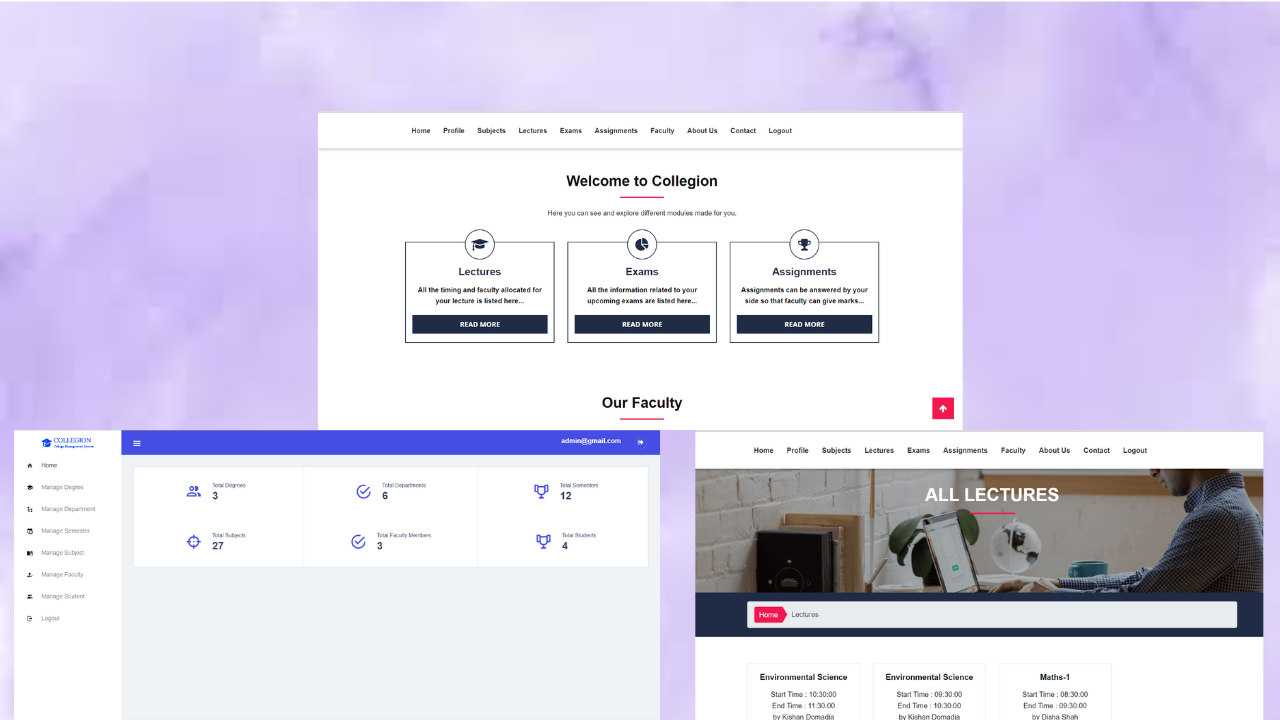 Home Profile Subjects Lectures Exams Assignments Faculty About Us Contact Logout
Welcome to Collegion
Here you can see and explore different modules made for you.
Lectures
All the timing and faculty allocated for
your lecture is listed here...
READ MORE
Exams
All the information related to your
upcoming exams are listed here...
READ MORE
Assignments
Assignments can be answered by your
side so that faculty can give marks...
READ MORE
Our Faculty
COLLEGION
College Management System
Home
Manage Degree
Manage Department
Manage Semester
Manage Subject
Manage Faculty
Manage Student
Logout
admin@gmail.com
Total Degrees
3
Total Departments
6
Total Semesters
12
Total Subjects
27
Total Faculty Members
3
Total Students
4
Home Profile Subjects Lectures Exams Assignments Faculty About Us Contact Logout
ALL LECTURES
Home Lectures
Environmental Science
Start Time : 10:30:00
End Time : 11:30:00
by Kishan Domadia
Environmental Science
Start Time : 09:30:00
End Time : 10:30:00
by Kishan Domadia
Maths-1
Start Time : 08:30:00
End Time : 09:30:00
by Disha Shah